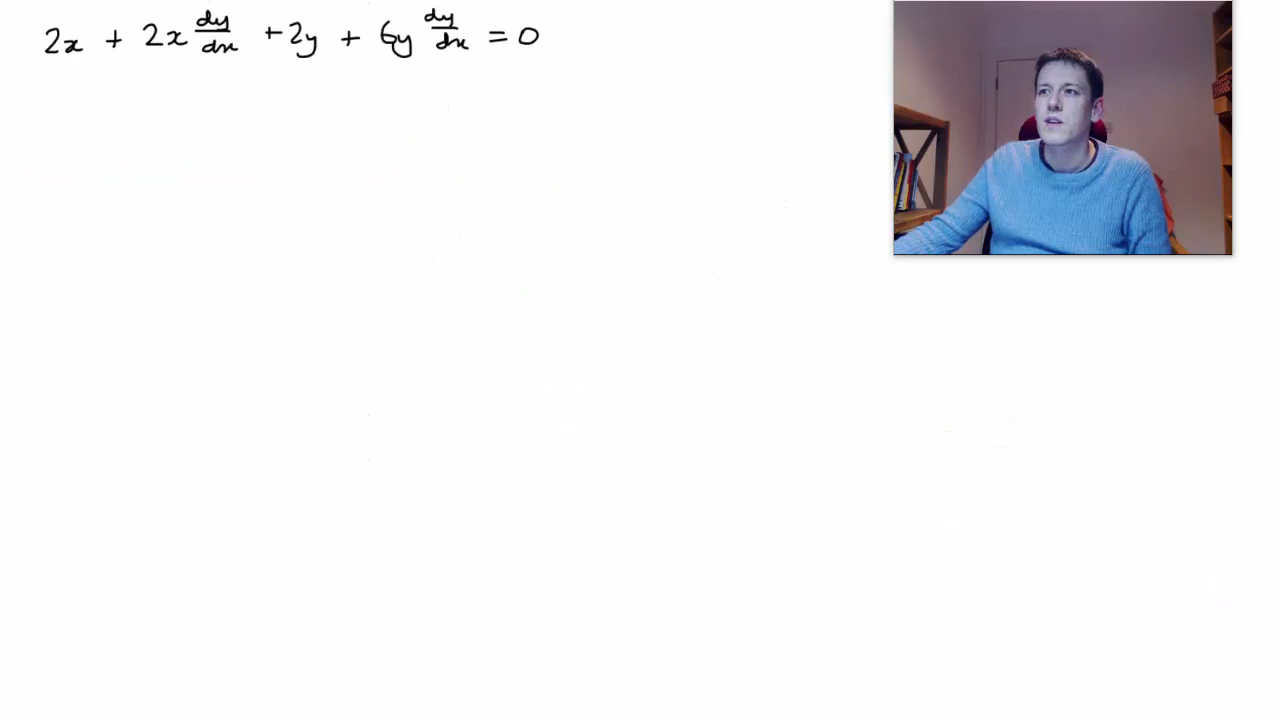 2x + 2x dy/dx + 2y + 6y dy/dx = 0